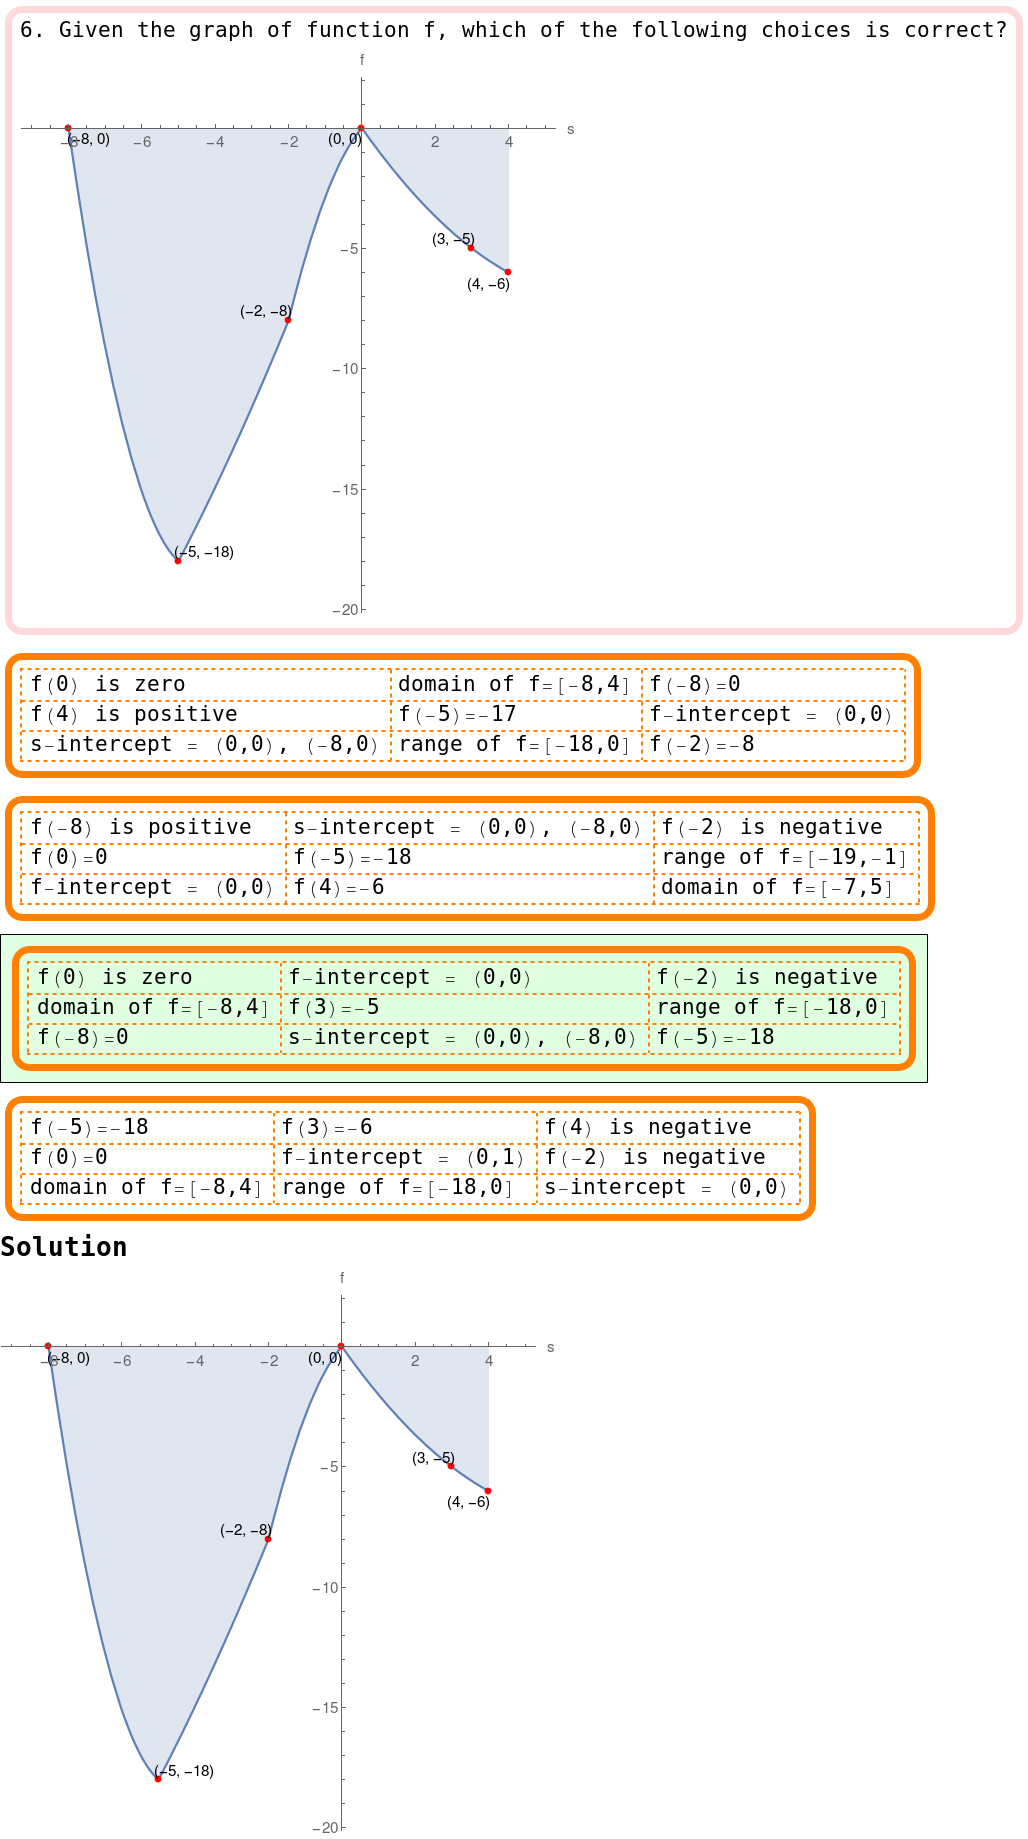 6. Given the graph of function f, which of the following choices is correct?
f
s
−8 −6 −4 −2 2 4
(−8, 0) (0, 0)
(3, −5)
−5
(4, −6)
(−2, −8)
−10
−15
(−5, −18)
−20
f(0) is zero domain of f=[-8,4] f(-8)=0
f(4) is positive f(-5)=-17 f-intercept = (0,0)
s-intercept = (0,0), (-8,0) range of f=[-18,0] f(-2)=-8
f(-8) is positive s-intercept = (0,0), (-8,0) f(-2) is negative
f(0)=0 f(-5)=-18 range of f=[-19,-1]
f-intercept = (0,0) f(4)=-6 domain of f=[-7,5]
f(0) is zero f-intercept = (0,0) f(-2) is negative
domain of f=[-8,4] f(3)=-5 range of f=[-18,0]
f(-8)=0 s-intercept = (0,0), (-8,0) f(-5)=-18
f(-5)=-18 f(3)=-6 f(4) is negative
f(0)=0 f-intercept = (0,1) f(-2) is negative
domain of f=[-8,4] range of f=[-18,0] s-intercept = (0,0)
Solution
f
s
−8 −6 −4 −2 2 4
(−8, 0) (0, 0)
(3, −5)
−5
(4, −6)
(−2, −8)
−10
−15
(−5, −18)
−20